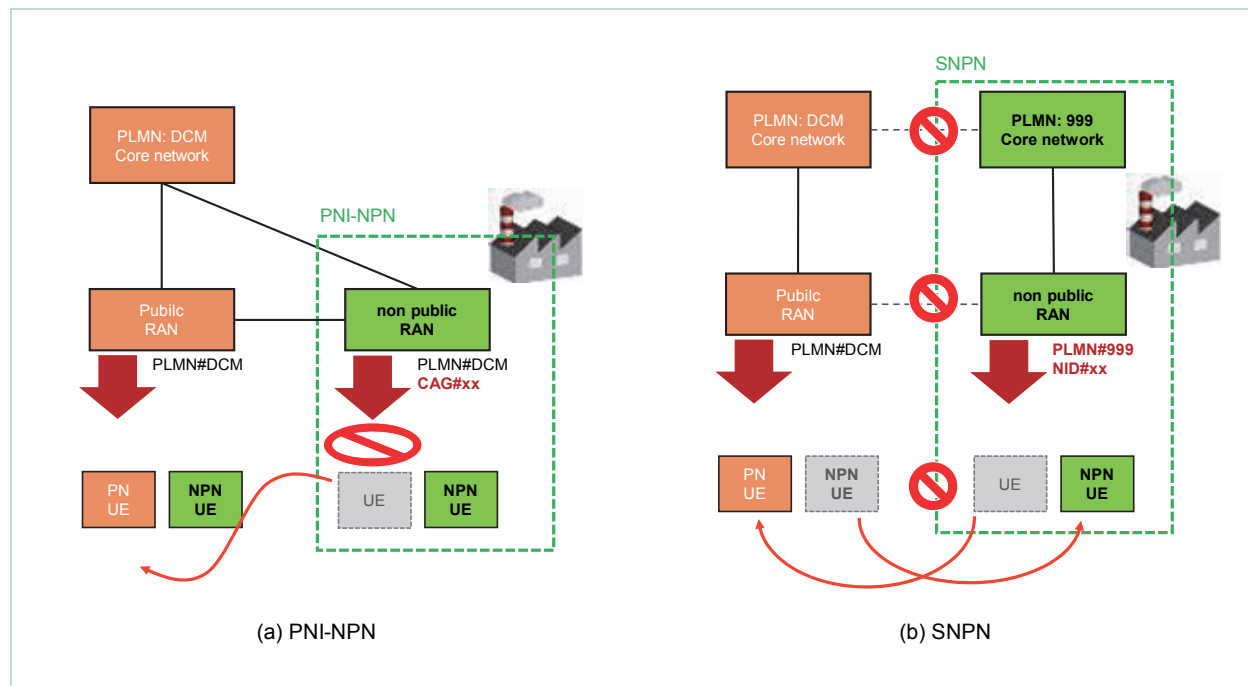 PLMN: DCM
Core network
PNI-NPN
Pubilc
RAN
non public
RAN
PLMN#DCM
PLMN#DCM
CAG#xx
PN
UE
NPN
UE
UE
NPN
UE
(a) PNI-NPN
SNPN
PLMN: DCM
Core network
PLMN: 999
Core network
Pubilc
RAN
non public
RAN
PLMN#DCM
PLMN#999
NID#xx
PN
UE
NPN
UE
UE
NPN
UE
(b) SNPN